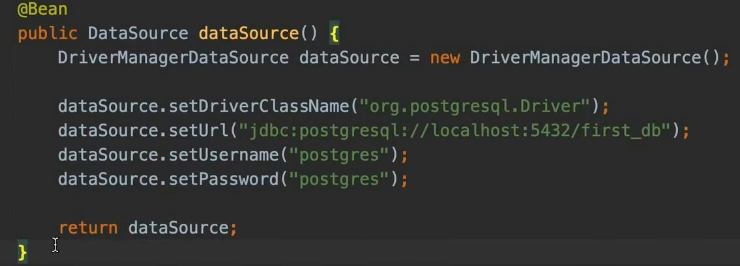 @Bean
public DataSource dataSource() {
DriverManagerDataSource dataSource = new DriverManagerDataSource();
dataSource.setDriverClassName("org.postgresql.Driver");
dataSource.setUrl("jdbc:postgresql://localhost:5432/first_db");
dataSource.setUsername("postgres");
dataSource.setPassword("postgres");
return dataSource;
}